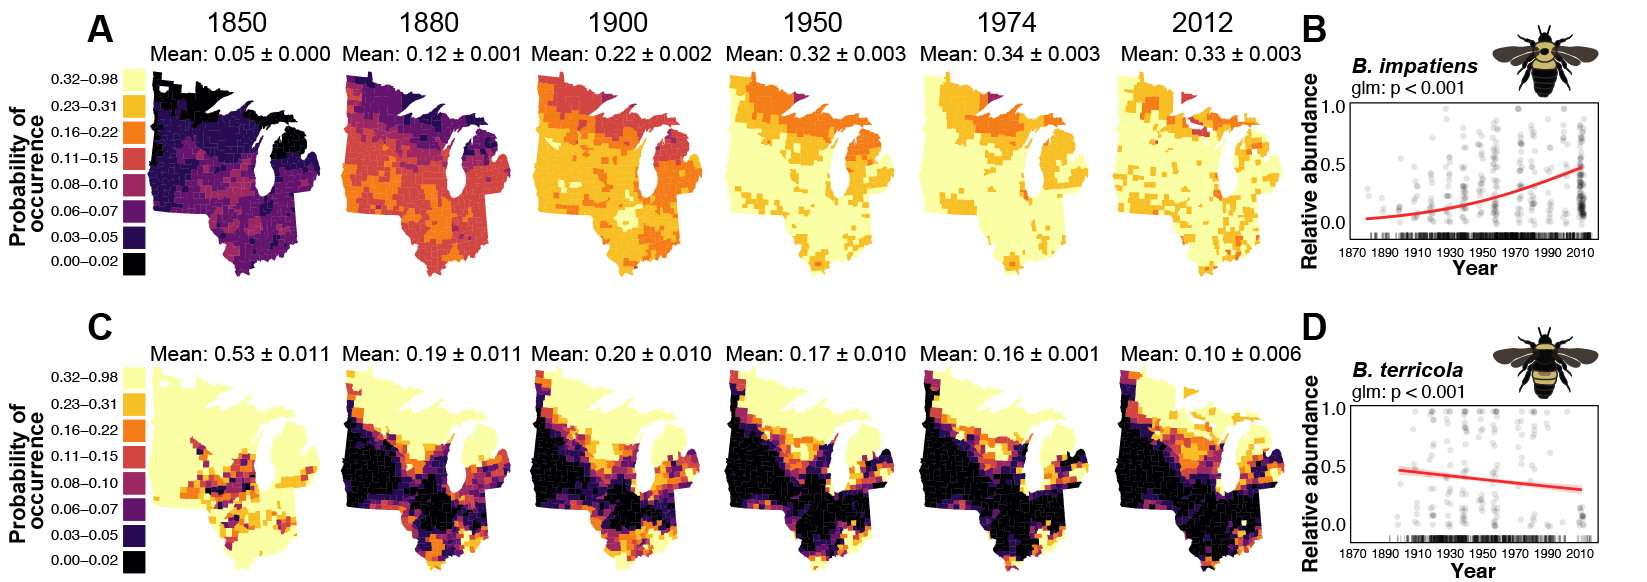 A
1850
1880
1900
1950
1974
2012
B
Mean: 0.05 ± 0.000
Mean: 0.12 ± 0.001
Mean: 0.22 ± 0.002
Mean: 0.32 ± 0.003
Mean: 0.34 ± 0.003
Mean: 0.33 ± 0.003
Probability of
occurrence
0.32–0.98
0.23–0.31
0.16–0.22
0.11–0.15
0.08–0.10
0.06–0.07
0.03–0.05
0.00–0.02
B. impatiens
glm: p < 0.001
Relative abundance
1.0
0.5
0.0
1870 1890 1910 1930 1950 1970 1990 2010
Year
C
Mean: 0.53 ± 0.011
Mean: 0.19 ± 0.011
Mean: 0.20 ± 0.010
Mean: 0.17 ± 0.010
Mean: 0.16 ± 0.001
Mean: 0.10 ± 0.006
Probability of
occurrence
0.32–0.98
0.23–0.31
0.16–0.22
0.11–0.15
0.08–0.10
0.06–0.07
0.03–0.05
0.00–0.02
D
B. terricola
glm: p < 0.001
Relative abundance
1.0
0.5
0.0
1870 1890 1910 1930 1950 1970 1990 2010
Year